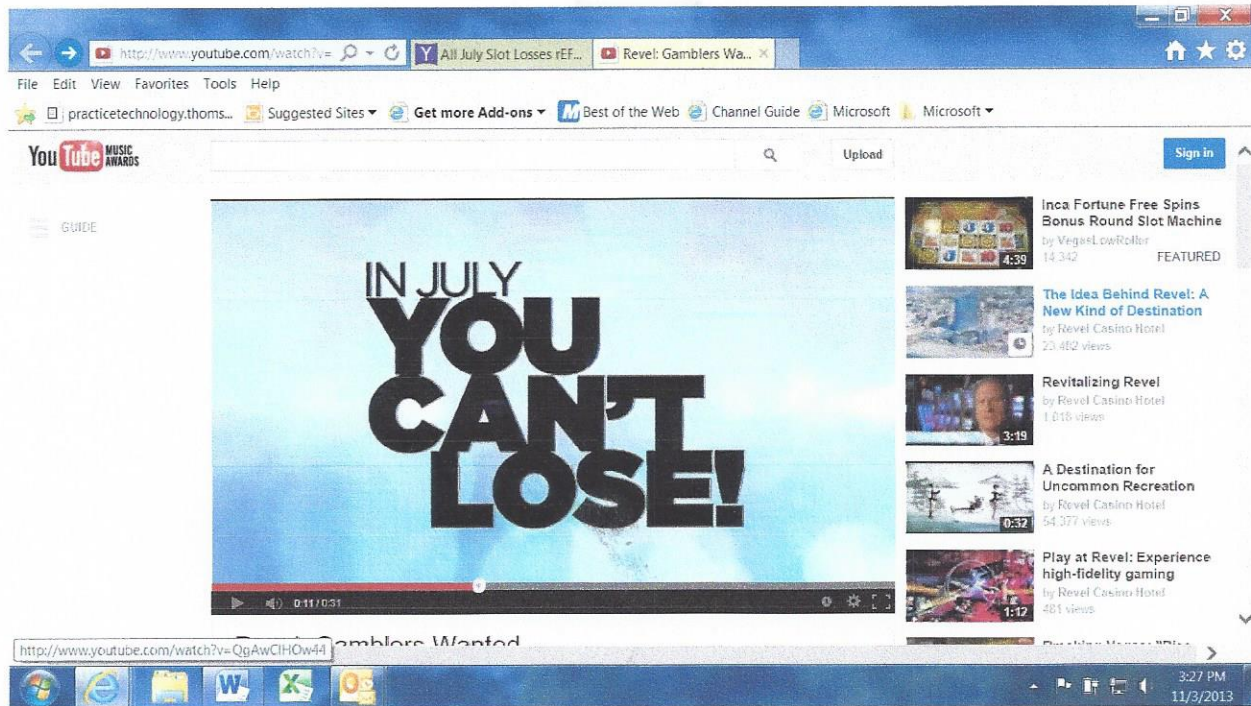 http://www.youtube.com/watch?v=
All July Slot Losses rEF...
Revel: Gamblers Wa...
File Edit View Favorites Tools Help
practicetechnology.thoms... Suggested Sites Get more Add-ons Best of the Web Channel Guide Microsoft Microsoft
YouTube MUSIC AWARDS
Upload
Sign in
GUIDE
IN JULY
YOU
CAN'T
LOSE!
0:11 / 0:31
Inca Fortune Free Spins
Bonus Round Slot Machine
by VegasLowRoller
14,342 FEATURED
4:39
The Idea Behind Revel: A
New Kind of Destination
by Revel Casino Hotel
23,482 views
Revitalizing Revel
by Revel Casino Hotel
1,018 views
3:19
A Destination for
Uncommon Recreation
by Revel Casino Hotel
54,377 views
0:32
Play at Revel: Experience
high-fidelity gaming
by Revel Casino Hotel
481 views
1:12
Gamblers Wanted
http://www.youtube.com/watch?v=QgAwClHOw44
3:27 PM
11/3/2013